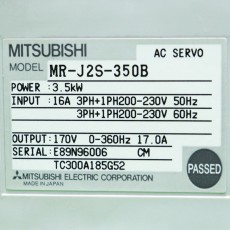 MITSUBISHI
AC SERVO
MODEL MR-J2S-350B
POWER : 3.5kW
INPUT : 16A 3PH+1PH200-230V 50Hz
3PH+1PH200-230V 60Hz
OUTPUT: 170V 0-360Hz 17.0A
SERIAL: E89N96006 CM
TC300A185G52
PASSED
MITSUBISHI ELECTRIC CORPORATION
MADE IN JAPAN